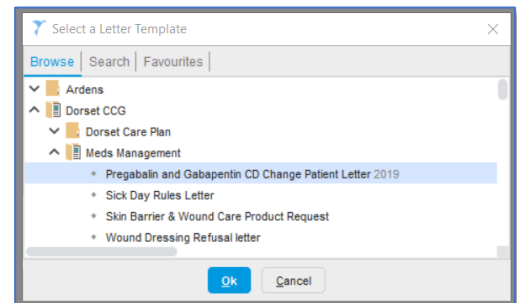 Select a Letter Template
Browse Search Favourites
Ardens
Dorset CCG
Dorset Care Plan
Meds Management
Pregabalin and Gabapentin CD Change Patient Letter 2019
Sick Day Rules Letter
Skin Barrier & Wound Care Product Request
Wound Dressing Refusal letter
Ok Cancel